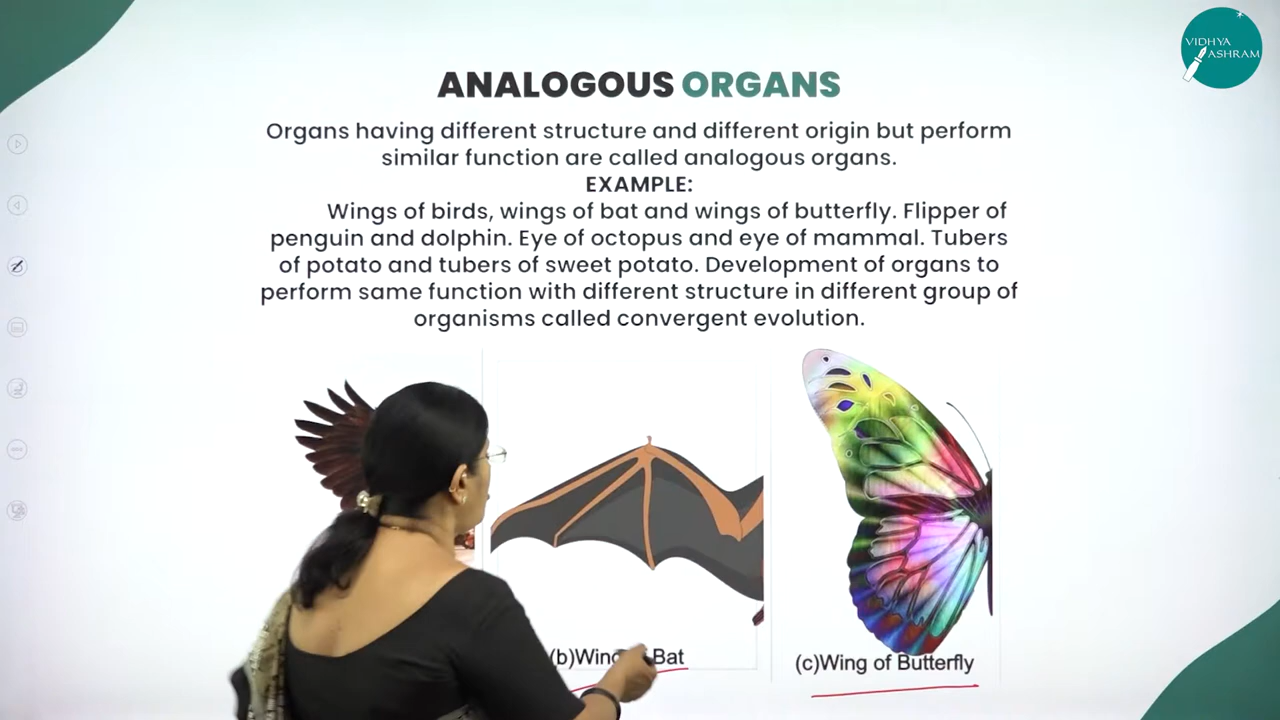 VIDHYA
ASHRAM
ANALOGOUS ORGANS
Organs having different structure and different origin but perform
similar function are called analogous organs.
EXAMPLE:
Wings of birds, wings of bat and wings of butterfly. Flipper of
penguin and dolphin. Eye of octopus and eye of mammal. Tubers
of potato and tubers of sweet potato. Development of organs to
perform same function with different structure in different group of
organisms called convergent evolution.
(b)Wing Bat
(c)Wing of Butterfly